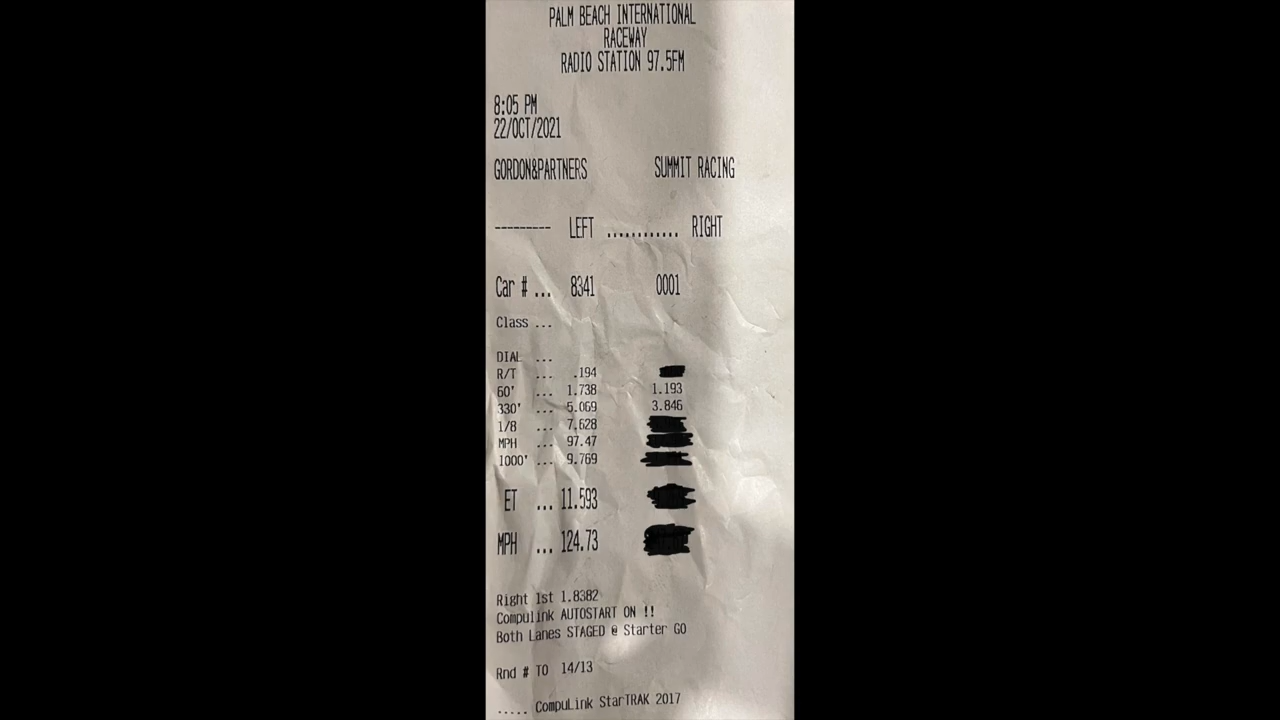 PALM BEACH INTERNATIONAL
RACEWAY
RADIO STATION 97.5FM
8:05 PM
22/OCT/2021
GORDON&PARTNERS SUMMIT RACING
--------- LEFT ............ RIGHT
Car # ... 8341 0001
Class ...
DIAL ...
R/T ... .194
60' ... 1.738 1.193
330' ... 5.069 3.846
1/8 ... 7.628
MPH ... 97.47
1000' ... 9.769
ET ... 11.593
MPH ... 124.73
Right 1st 1.8382
Compulink AUTOSTART ON !!
Both Lanes STAGED @ Starter GO
Rnd # TO 14/13
..... CompuLink StarTRAK 2017